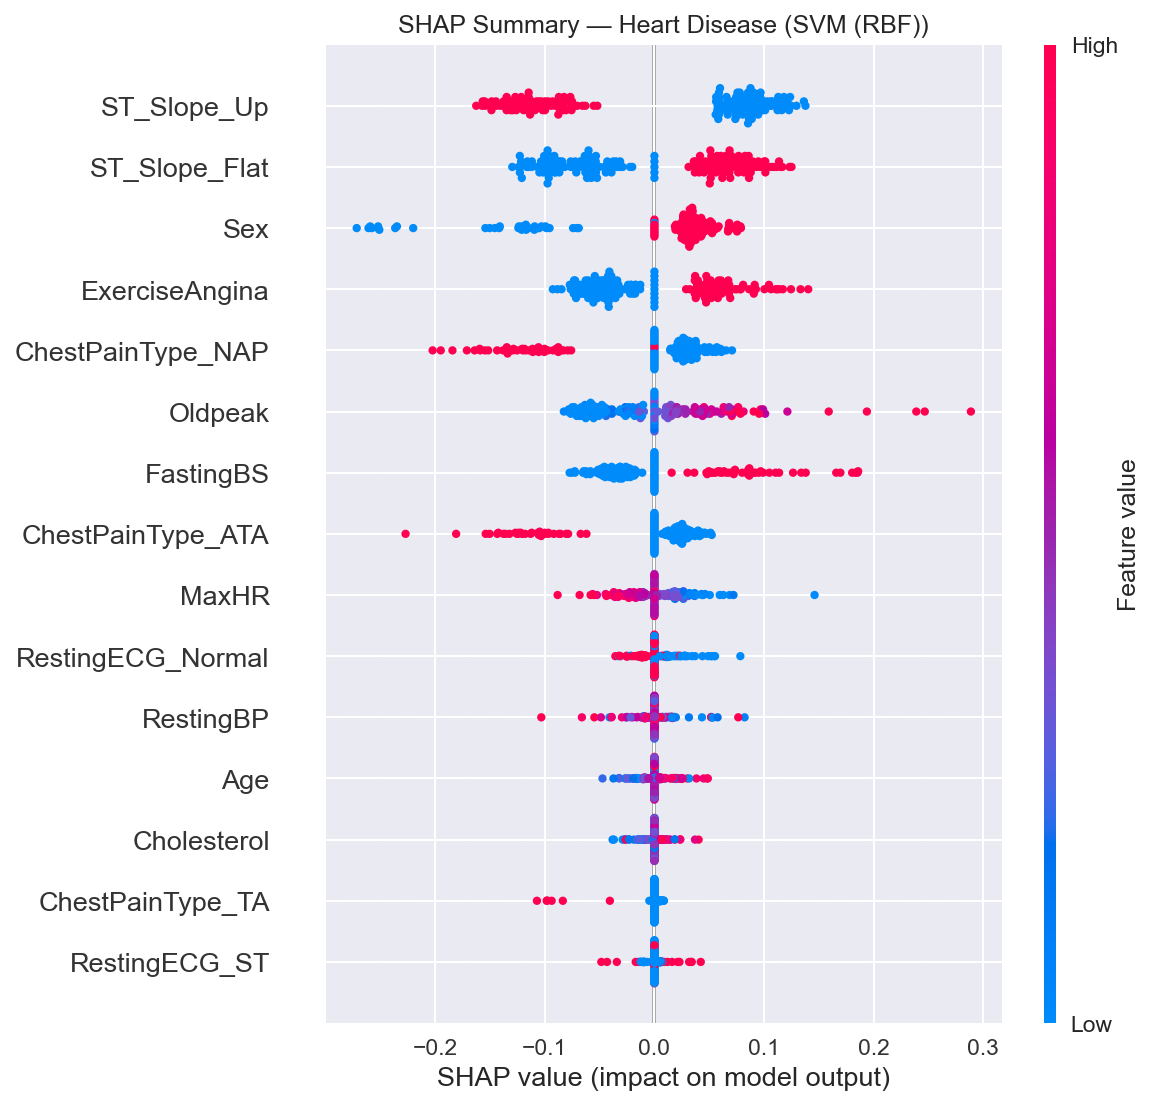 SHAP Summary — Heart Disease (SVM (RBF))
High
ST_Slope_Up
ST_Slope_Flat
Sex
ExerciseAngina
ChestPainType_NAP
Oldpeak
FastingBS
ChestPainType_ATA
MaxHR
RestingECG_Normal
RestingBP
Age
Cholesterol
ChestPainType_TA
RestingECG_ST
Feature value
Low
−0.2 −0.1 0.0 0.1 0.2 0.3
SHAP value (impact on model output)